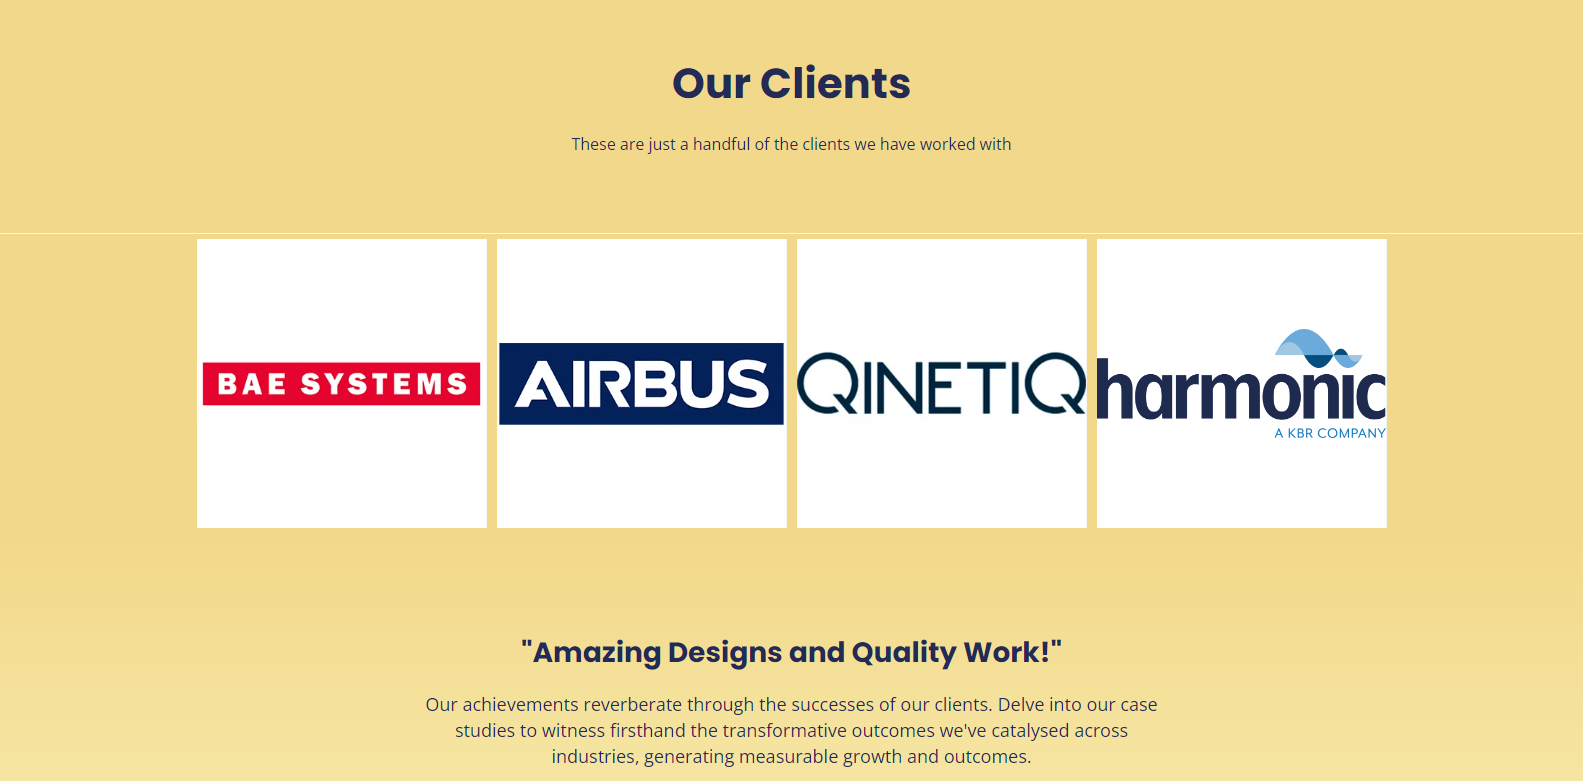 Our Clients
These are just a handful of the clients we have worked with
BAE SYSTEMS
AIRBUS
QINETIQ
harmonic
A KBR COMPANY
"Amazing Designs and Quality Work!"
Our achievements reverberate through the successes of our clients. Delve into our case
studies to witness firsthand the transformative outcomes we've catalysed across
industries, generating measurable growth and outcomes.